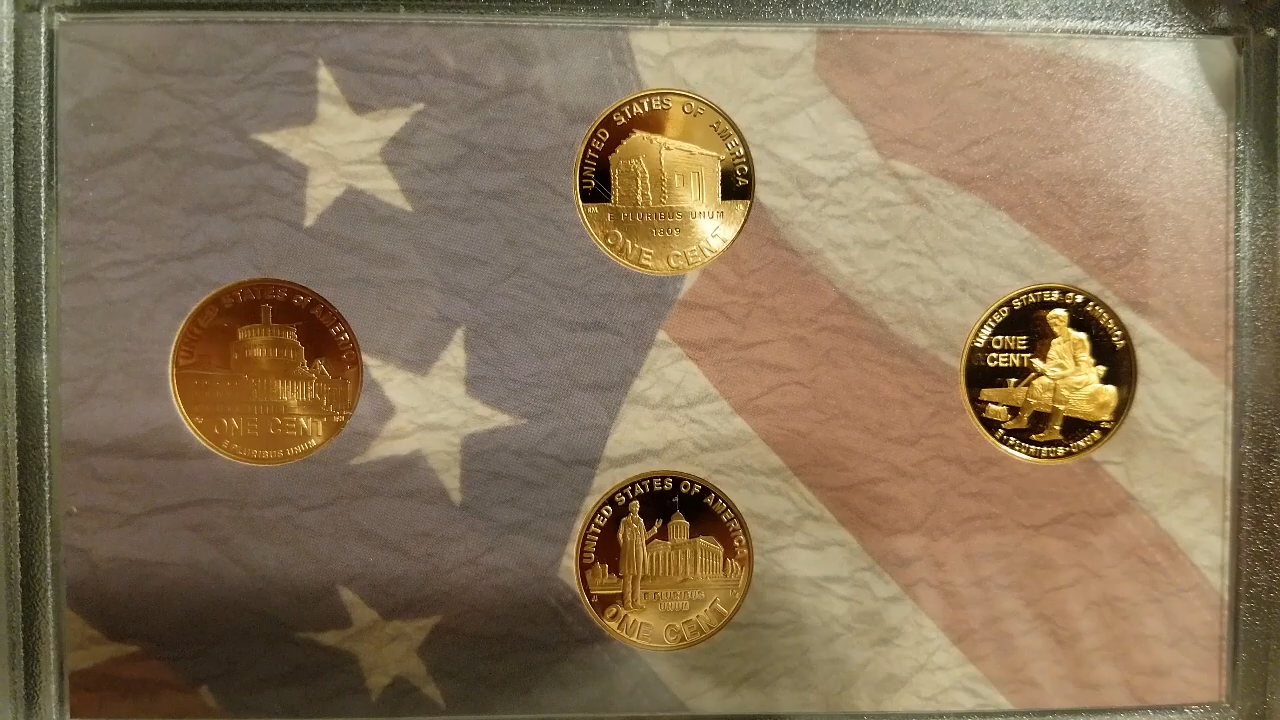 UNITED STATES OF AMERICA
E PLURIBUS UNUM
1809
ONE CENT
UNITED STATES OF AMERICA
ONE CENT
E PLURIBUS UNUM
UNITED STATES OF AMERICA
ONE
CENT
E PLURIBUS UNUM
UNITED STATES OF AMERICA
E PLURIBUS
UNUM
ONE CENT